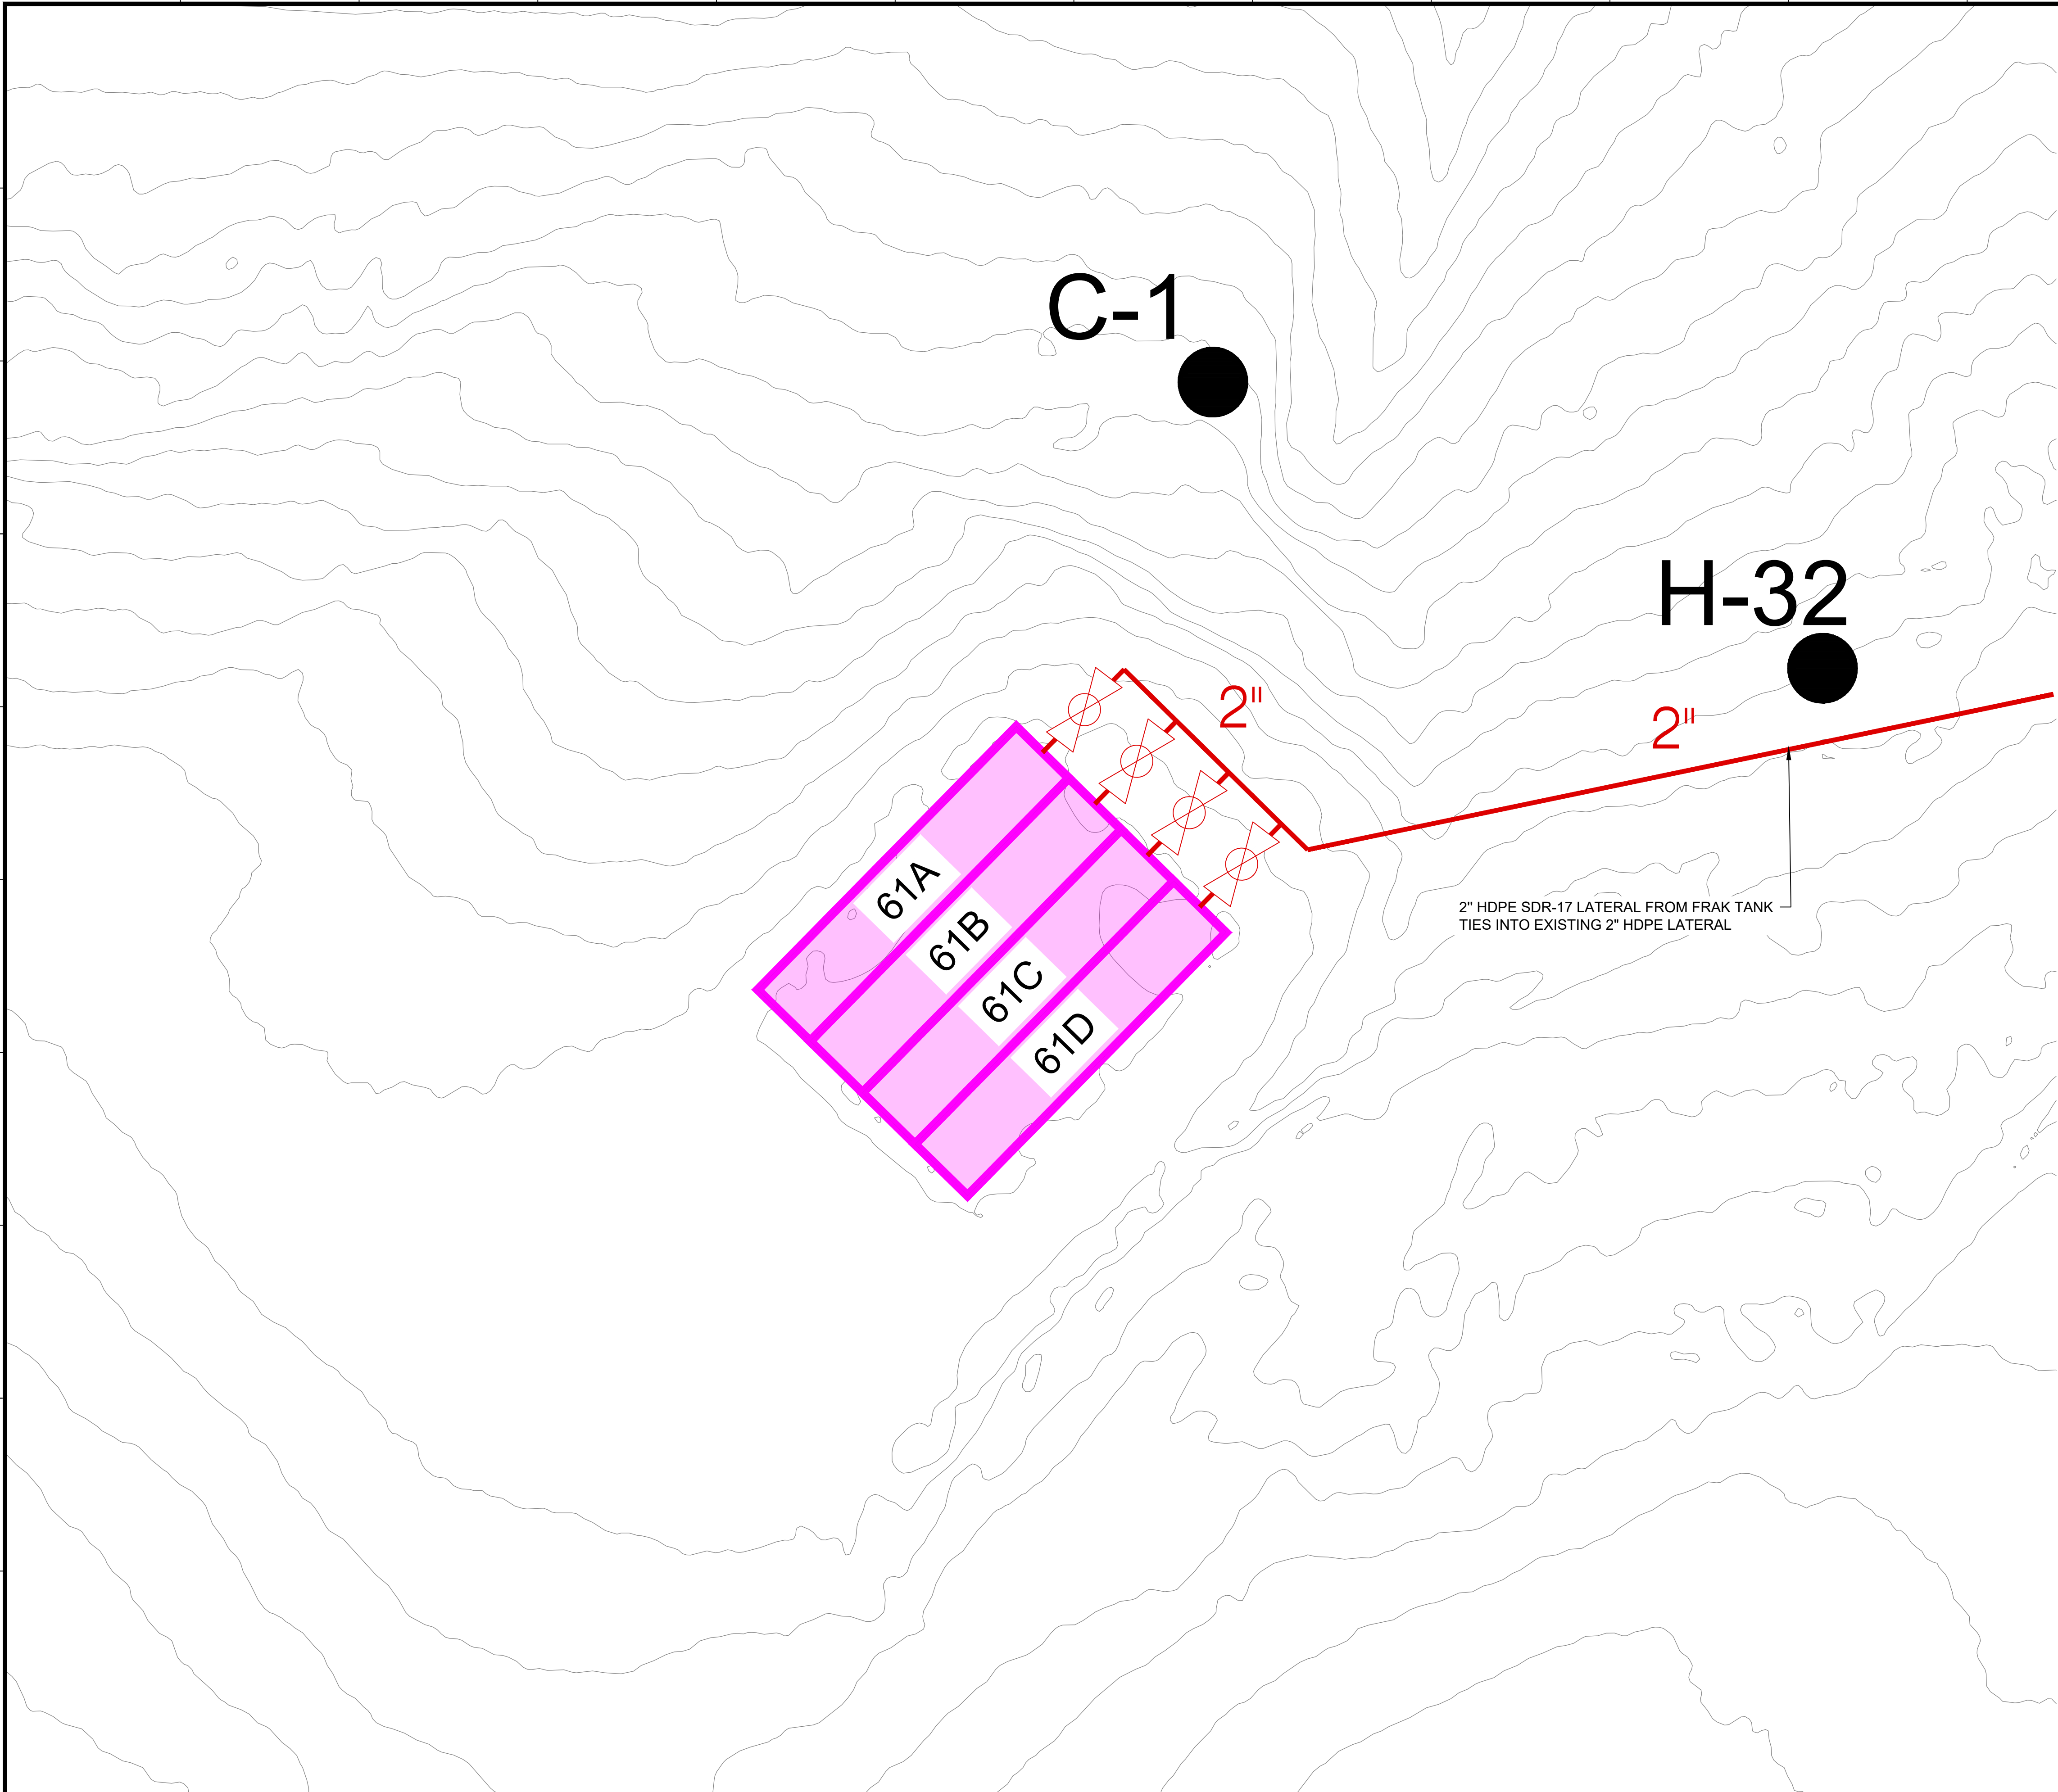 C-1
H-32
2"
2"
61A
61B
61C
61D
2" HDPE SDR-17 LATERAL FROM FRAK TANK
TIES INTO EXISTING 2" HDPE LATERAL